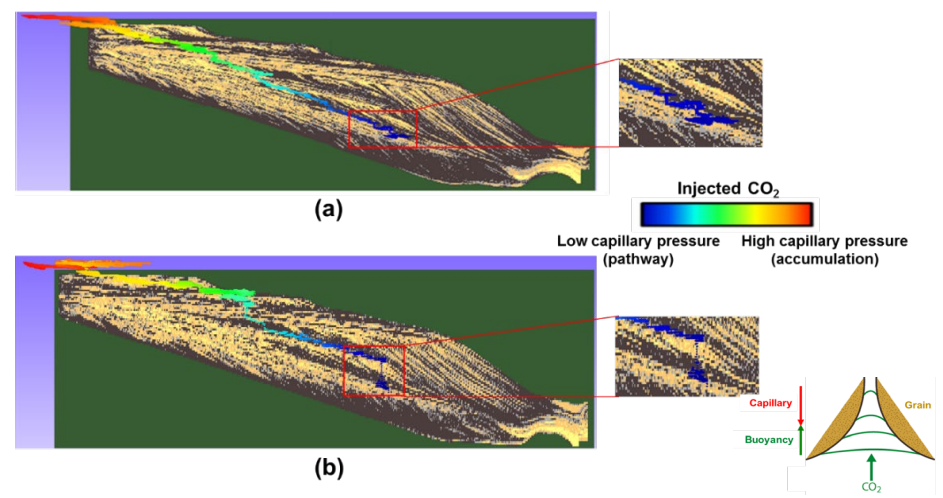 (a)
Injected CO₂
Low capillary pressure
(pathway)
High capillary pressure
(accumulation)
Capillary
Grain
Buoyancy
CO₂
(b)